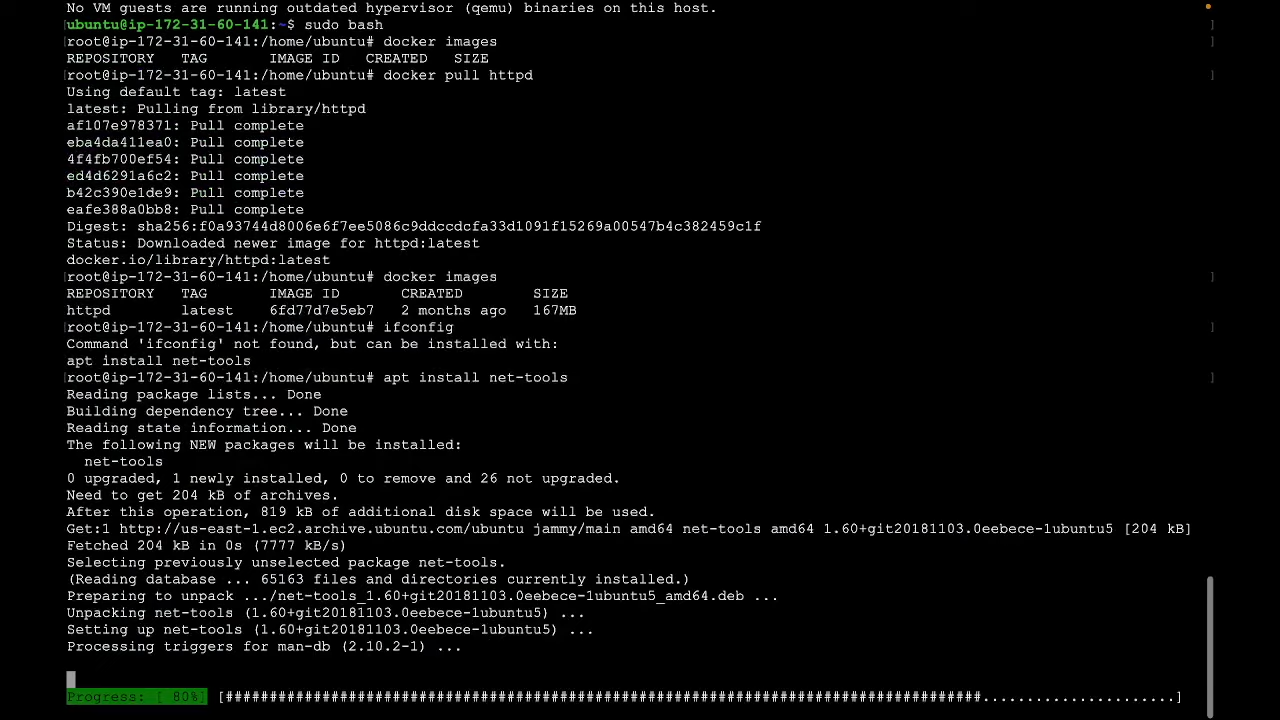 No VM guests are running outdated hypervisor (qemu) binaries on this host.
ubuntu@ip-172-31-60-141:~$ sudo bash
[root@ip-172-31-60-141:/home/ubuntu# docker images ]
REPOSITORY   TAG       IMAGE ID   CREATED   SIZE
[root@ip-172-31-60-141:/home/ubuntu# docker pull httpd ]
Using default tag: latest
latest: Pulling from library/httpd
af107e978371: Pull complete
eba4da411ea0: Pull complete
4f4fb700ef54: Pull complete
ed4d6291a6c2: Pull complete
b42c390e1de9: Pull complete
eafe388a0bb8: Pull complete
Digest: sha256:f0a93744d8006e6f7ee5086c9ddccdcfa33d1091f15269a00547b4c382459c1f
Status: Downloaded newer image for httpd:latest
docker.io/library/httpd:latest
[root@ip-172-31-60-141:/home/ubuntu# docker images ]
REPOSITORY   TAG       IMAGE ID       CREATED        SIZE
httpd        latest    6fd77d7e5eb7   2 months ago   167MB
[root@ip-172-31-60-141:/home/ubuntu# ifconfig ]
Command 'ifconfig' not found, but can be installed with:
apt install net-tools
[root@ip-172-31-60-141:/home/ubuntu# apt install net-tools ]
Reading package lists... Done
Building dependency tree... Done
Reading state information... Done
The following NEW packages will be installed:
  net-tools
0 upgraded, 1 newly installed, 0 to remove and 26 not upgraded.
Need to get 204 kB of archives.
After this operation, 819 kB of additional disk space will be used.
Get:1 http://us-east-1.ec2.archive.ubuntu.com/ubuntu jammy/main amd64 net-tools amd64 1.60+git20181103.0eebece-1ubuntu5 [204 kB]
Fetched 204 kB in 0s (7777 kB/s)
Selecting previously unselected package net-tools.
(Reading database ... 65163 files and directories currently installed.)
Preparing to unpack .../net-tools_1.60+git20181103.0eebece-1ubuntu5_amd64.deb ...
Unpacking net-tools (1.60+git20181103.0eebece-1ubuntu5) ...
Setting up net-tools (1.60+git20181103.0eebece-1ubuntu5) ...
Processing triggers for man-db (2.10.2-1) ...
Progress: [ 80%] [######################################################################################......................]